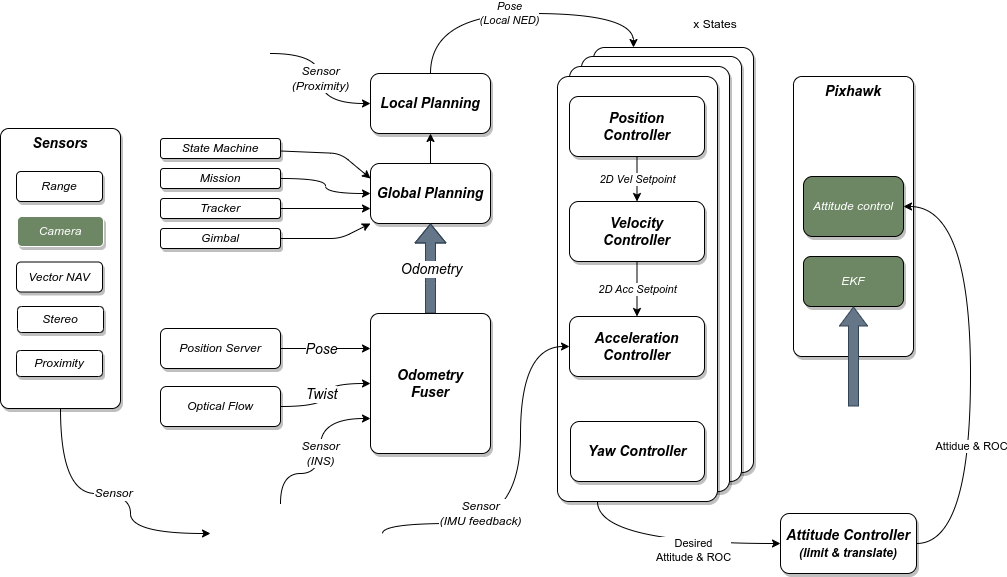 Pose
(Local NED)
x States
Sensor
(Proximity)
Local Planning
Sensors
Range
Camera
Vector NAV
Stereo
Proximity
State Machine
Mission
Tracker
Gimbal
Global Planning
Odometry
Position Server
Pose
Optical Flow
Twist
Odometry
Fuser
Sensor
(INS)
Sensor
Sensor
(IMU feedback)
Position
Controller
2D Vel Setpoint
Velocity
Controller
2D Acc Setpoint
Acceleration
Controller
Yaw Controller
Pixhawk
Attitude control
EKF
Attidue & ROC
Desired
Attitude & ROC
Attitude Controller
(limit & translate)